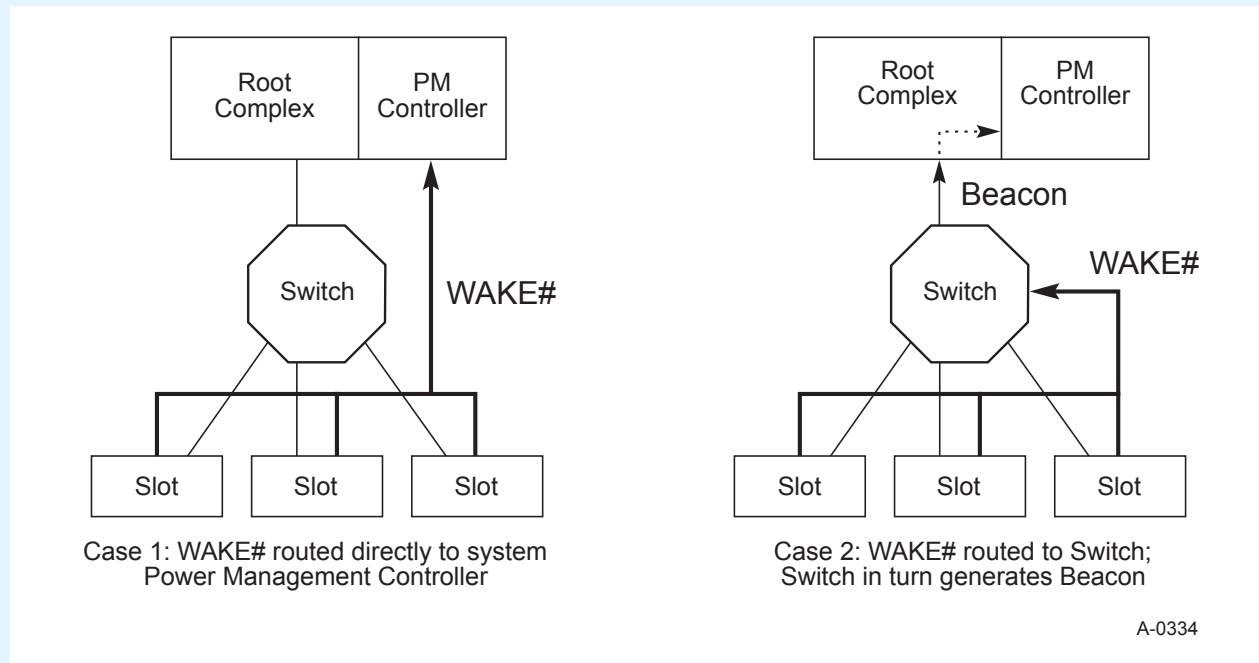 Root
Complex
PM
Controller
WAKE#
Switch
Slot
Slot
Slot
Case 1: WAKE# routed directly to system
Power Management Controller
Root
Complex
PM
Controller
Beacon
WAKE#
Switch
Slot
Slot
Slot
Case 2: WAKE# routed to Switch;
Switch in turn generates Beacon
A-0334